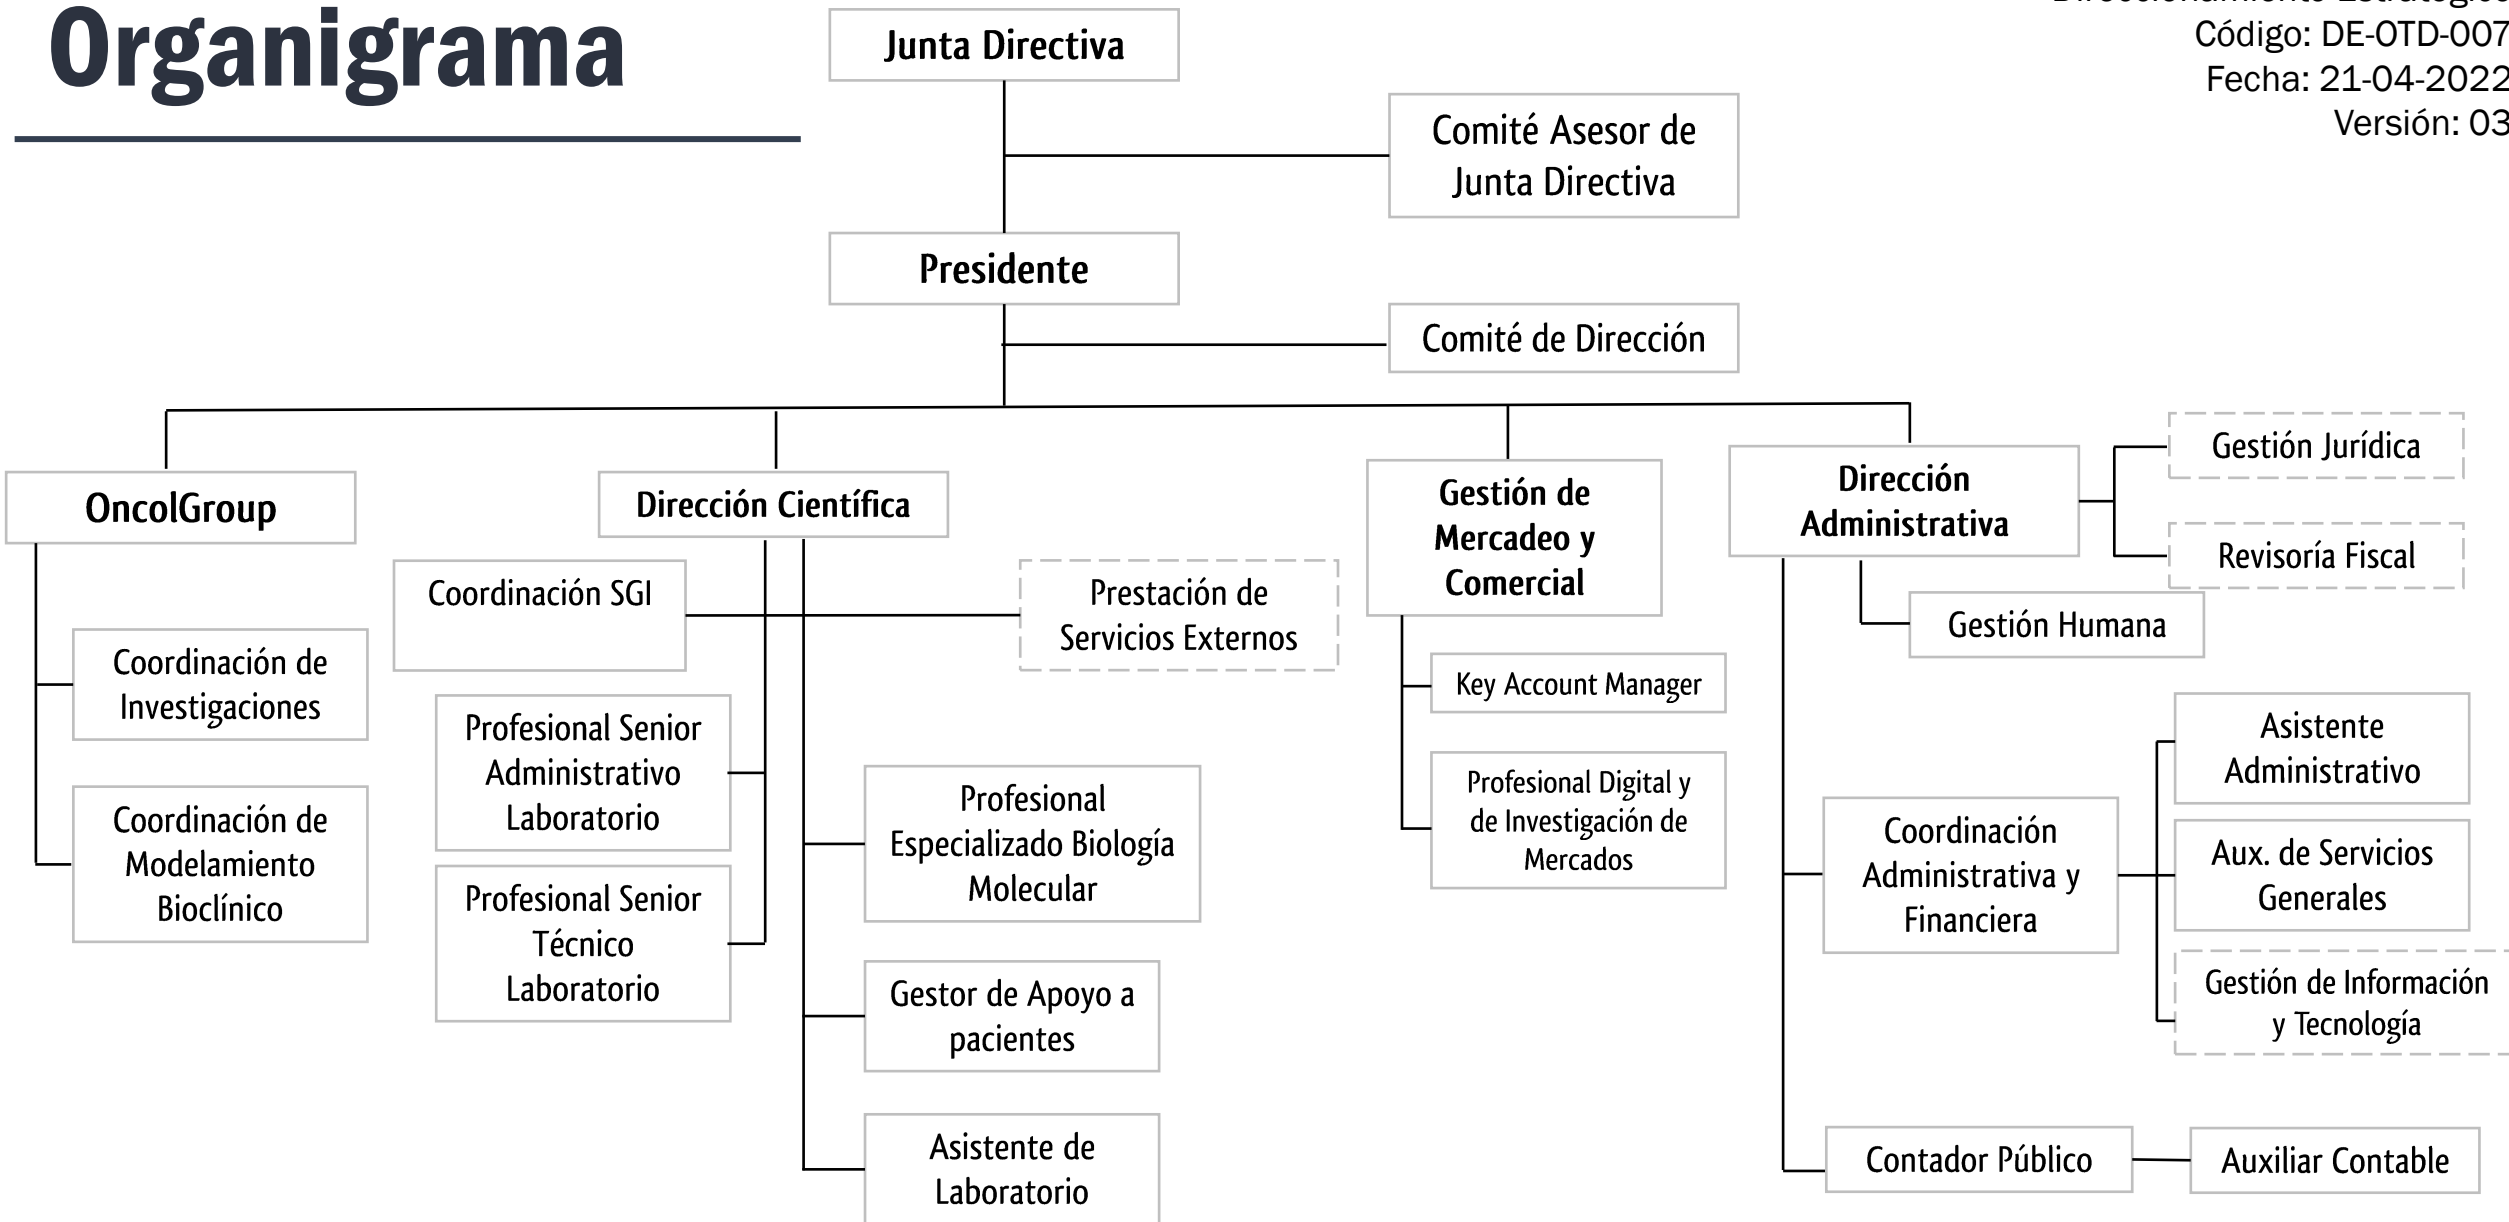 Organigrama
Código: DE-OTD-007
Fecha: 21-04-2022
Versión: 03
Junta Directiva
Comité Asesor de
Junta Directiva
Presidente
Comité de Dirección
OncolGroup
Coordinación de
Investigaciones
Coordinación de
Modelamiento
Bioclínico
Dirección Científica
Coordinación SGI
Prestación de
Servicios Externos
Profesional Senior
Administrativo
Laboratorio
Profesional Senior
Técnico
Laboratorio
Profesional
Especializado Biología
Molecular
Gestor de Apoyo a
pacientes
Asistente de
Laboratorio
Gestión de
Mercadeo y
Comercial
Key Account Manager
Profesional Digital y
de Investigación de
Mercados
Dirección
Administrativa
Gestión Jurídica
Revisoría Fiscal
Gestión Humana
Coordinación
Administrativa y
Financiera
Asistente
Administrativo
Aux. de Servicios
Generales
Gestión de Información
y Tecnología
Contador Público
Auxiliar Contable